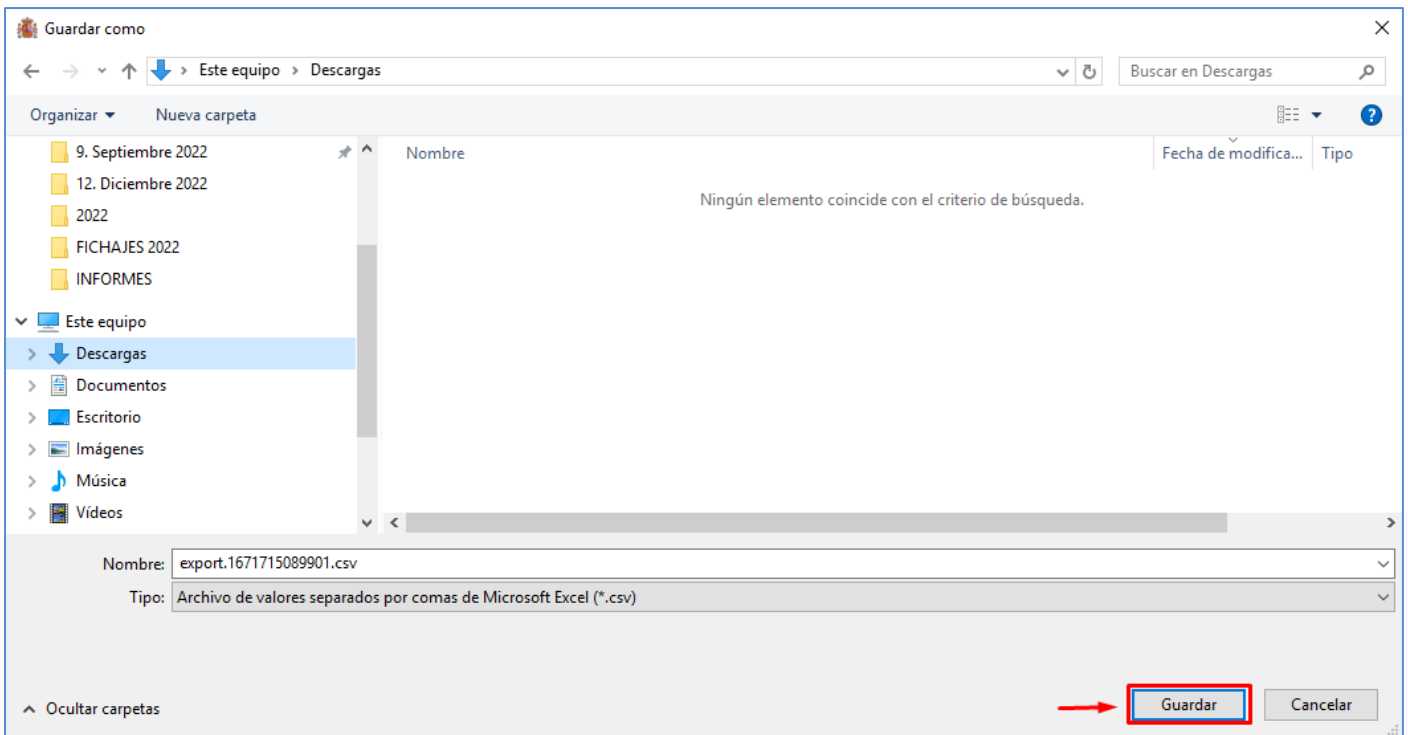 Guardar como
Este equipo > Descargas
Buscar en Descargas
Organizar
Nueva carpeta
9. Septiembre 2022
12. Diciembre 2022
2022
FICHAJES 2022
INFORMES
Este equipo
Descargas
Documentos
Escritorio
Imágenes
Música
Vídeos
Nombre
Fecha de modifica...
Tipo
Ningún elemento coincide con el criterio de búsqueda.
Nombre: export.1671715089901.csv
Tipo: Archivo de valores separados por comas de Microsoft Excel (*.csv)
Ocultar carpetas
Guardar
Cancelar